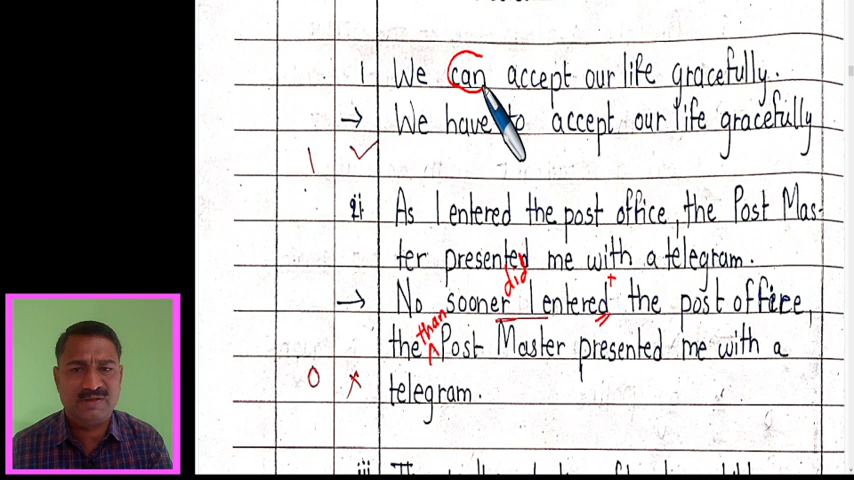 1 We can accept our life gracefully.
→ We have to accept our life gracefully
1 ✓
ii. As I entered the post office, the Post Mas-
ter presented me with a telegram.
did
→ No sooner I entered the post office,
than
the Post Master presented me with a
0 ×
telegram.